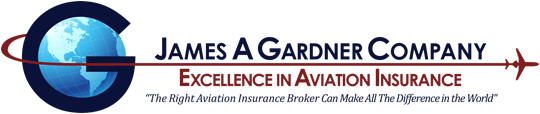 JAMES A GARDNER COMPANY
EXCELLENCE IN AVIATION INSURANCE
"The Right Aviation Insurance Broker Can Make All The Difference in the World"